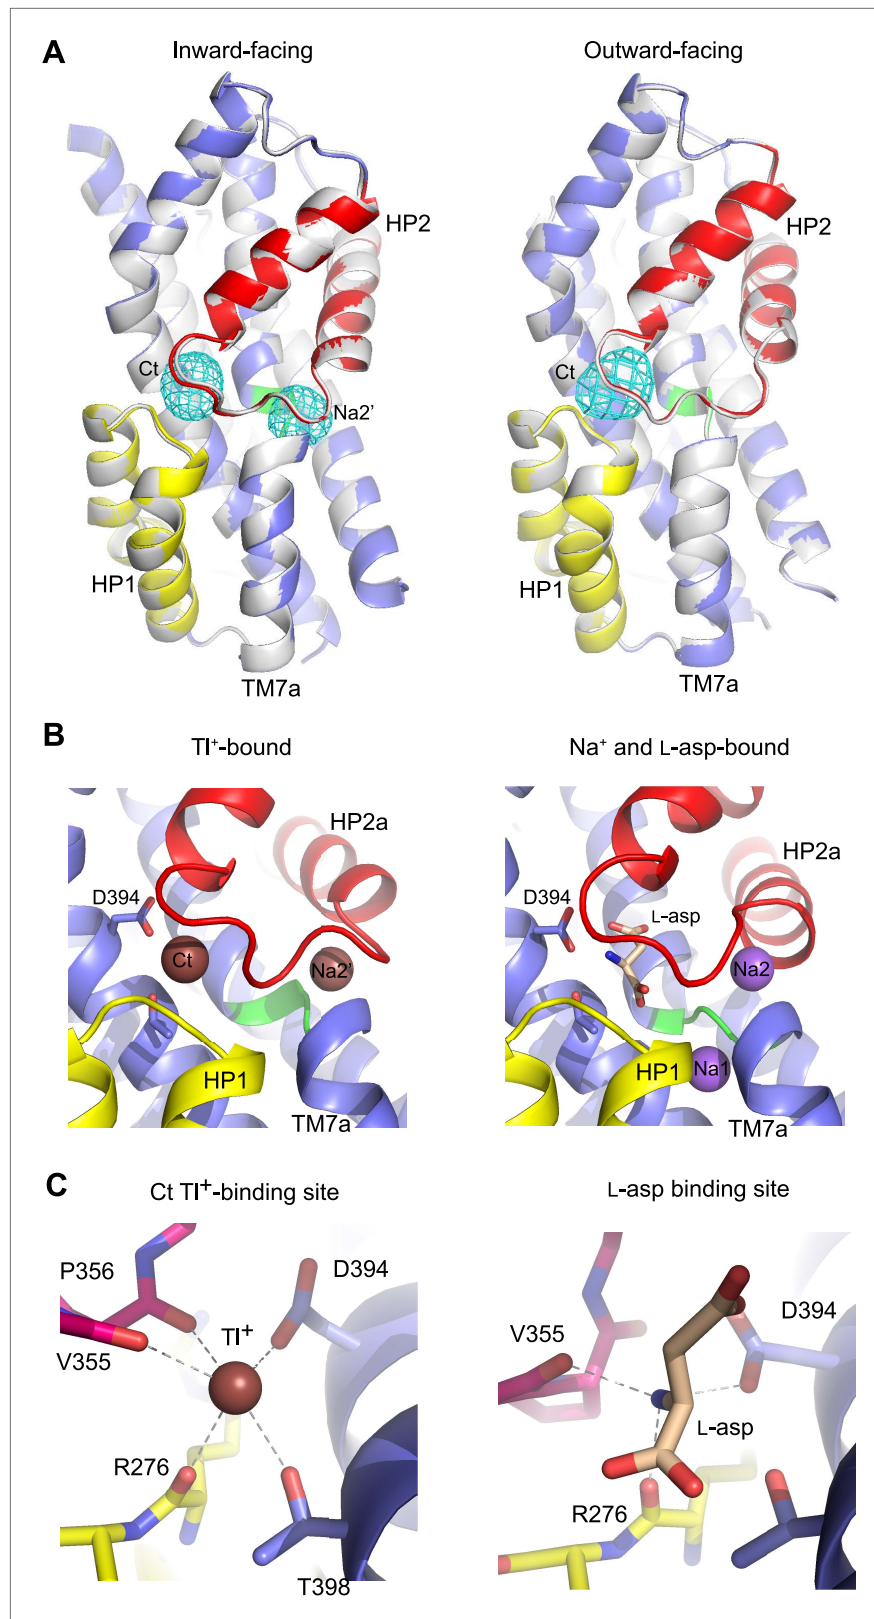 A
Inward-facing
Outward-facing
HP2
HP2
Ct
Ct
Na2'
HP1
HP1
TM7a
TM7a
B
Tl⁺-bound
Na⁺ and L-asp-bound
HP2a
HP2a
D394
D394
L-asp
Ct
Na2'
Na2
HP1
HP1
Na1
TM7a
TM7a
C
Ct Tl⁺-binding site
L-asp binding site
P356
D394
Tl⁺
V355
V355
D394
L-asp
R276
R276
T398